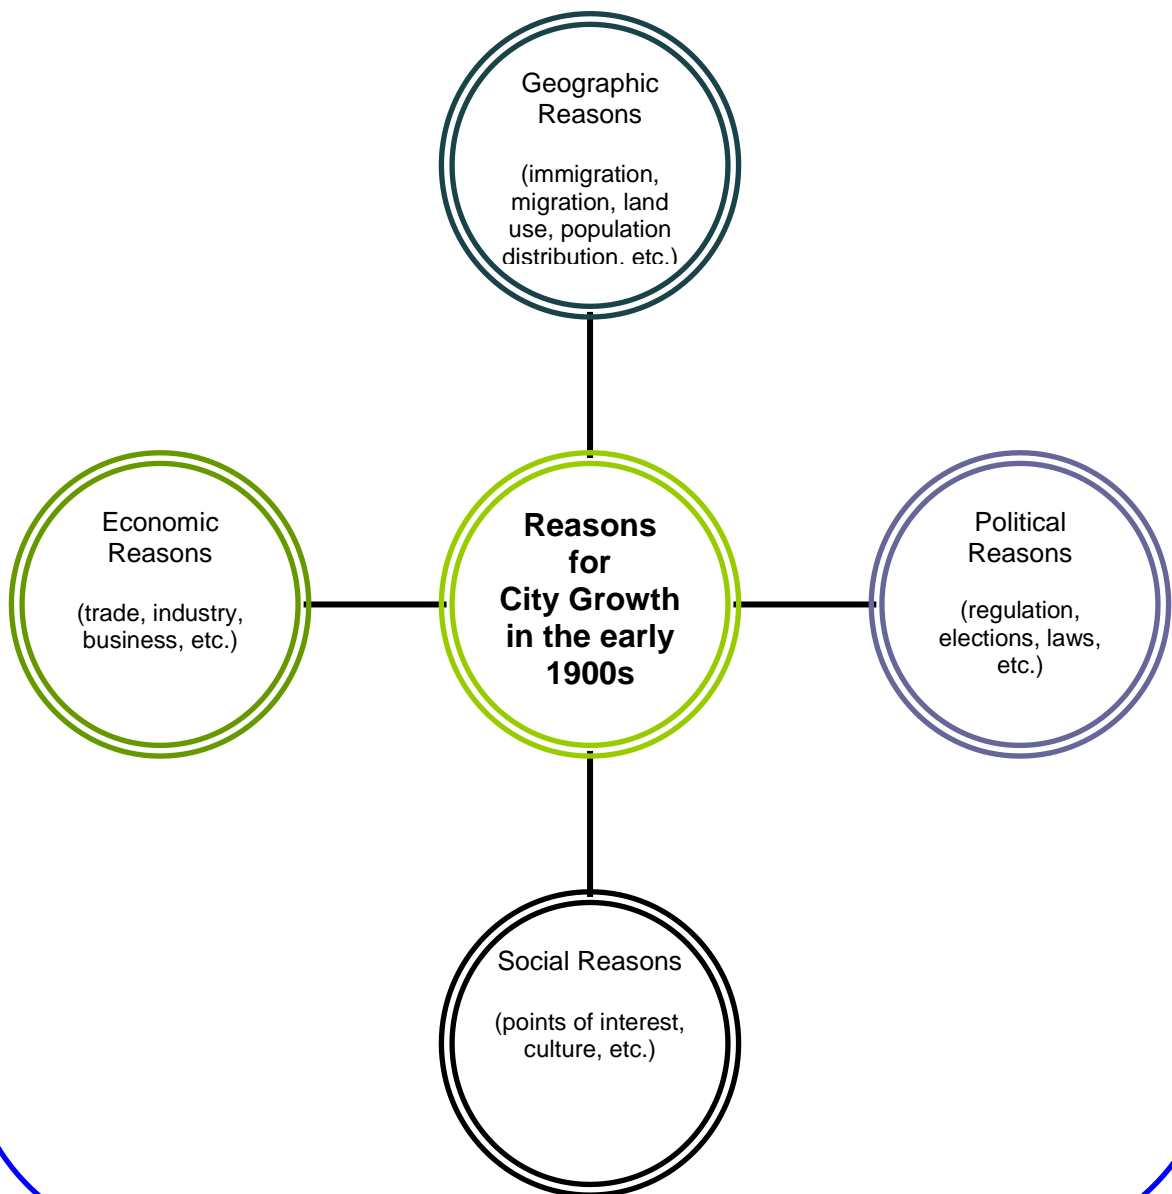 Geographic
Reasons
(immigration,
migration, land
use, population
distribution, etc.)
Economic
Reasons
(trade, industry,
business, etc.)
Reasons
for
City Growth
in the early
1900s
Political
Reasons
(regulation,
elections, laws,
etc.)
Social Reasons
(points of interest,
culture, etc.)